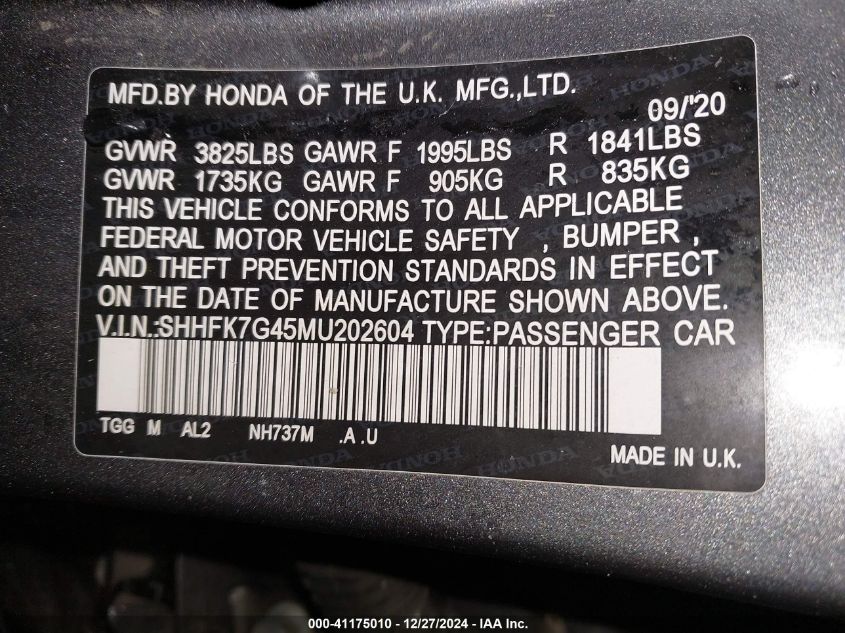 MFD.BY HONDA OF THE U.K. MFG.,LTD.
09/'20
GVWR 3825LBS GAWR F 1995LBS R 1841LBS
GVWR 1735KG GAWR F 905KG R 835KG
THIS VEHICLE CONFORMS TO ALL APPLICABLE
FEDERAL MOTOR VEHICLE SAFETY , BUMPER ,
AND THEFT PREVENTION STANDARDS IN EFFECT
ON THE DATE OF MANUFACTURE SHOWN ABOVE.
V.I.N.:SHHFK7G45MU202604 TYPE:PASSENGER CAR
TGG M AL2 NH737M .A .U
MADE IN U.K.
000-41175010 - 12/27/2024 - IAA Inc.